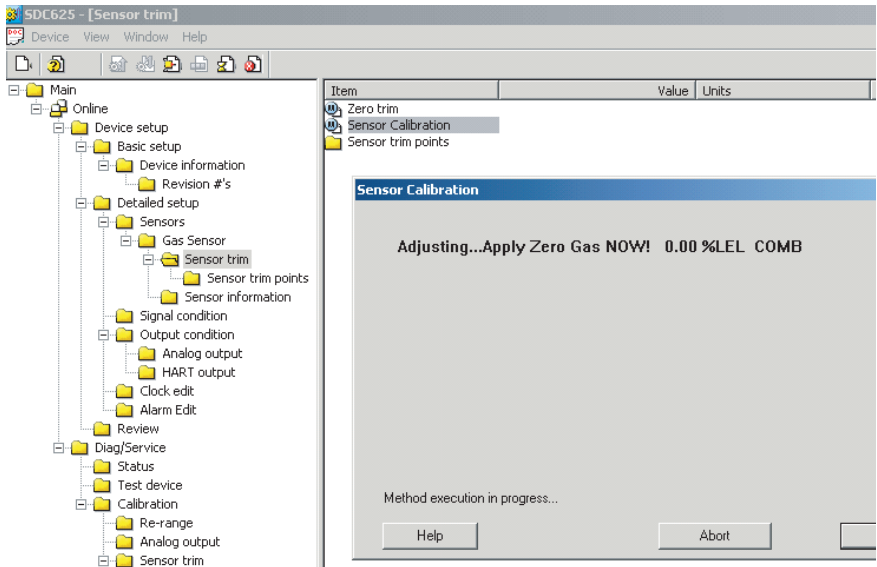 SDC625 - [Sensor trim]
Device View Window Help
Main
Online
Device setup
Basic setup
Device information
Revision #'s
Detailed setup
Sensors
Gas Sensor
Sensor trim
Sensor trim points
Sensor information
Signal condition
Output condition
Analog output
HART output
Clock edit
Alarm Edit
Review
Diag/Service
Status
Test device
Calibration
Re-range
Analog output
Sensor trim
Item Value Units
Zero trim
Sensor Calibration
Sensor trim points
Sensor Calibration
Adjusting...Apply Zero Gas NOW! 0.00 %LEL COMB
Method execution in progress...
Help Abort